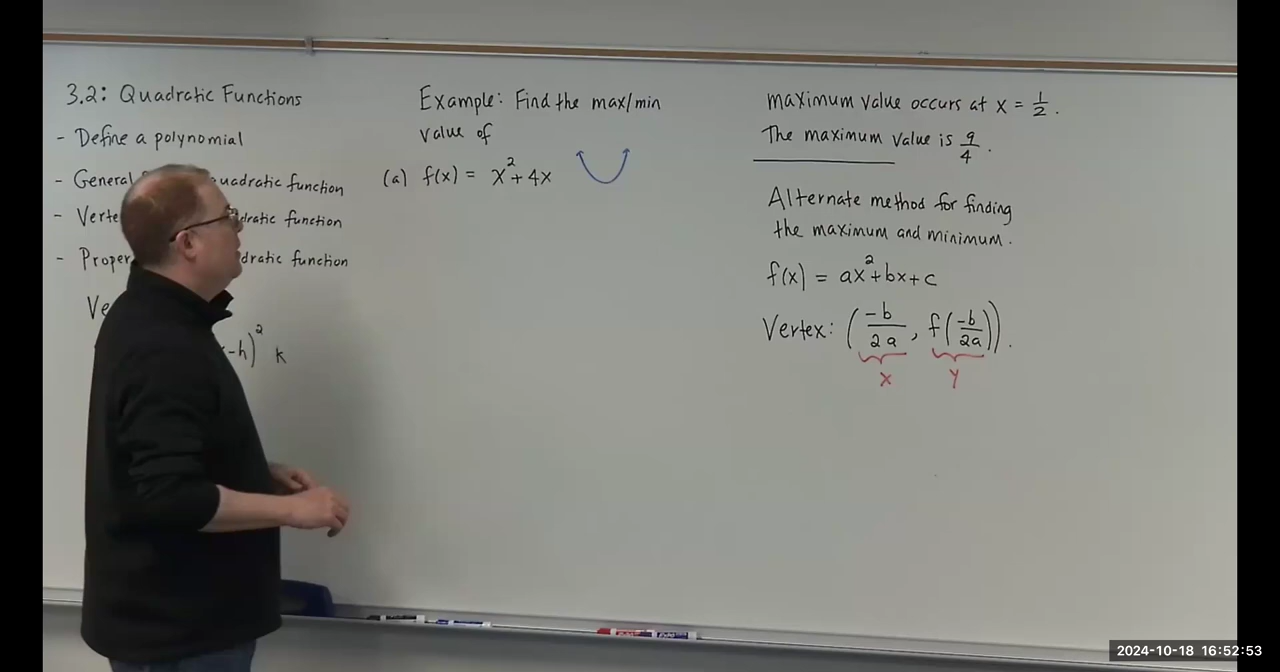 3.2: Quadratic Functions
- Define a polynomial
- General quadratic function
- Verte dratic function
- Proper dratic function
Ve
-h)² k
Example: Find the max/min
value of
(a) f(x) = x² + 4x
maximum value occurs at x = 1/2.
The maximum value is 9/4.
Alternate method for finding
the maximum and minimum.
f(x) = ax² + bx + c
Vertex: (-b/2a, f(-b/2a)).
x y
2024-10-18 16:52:53